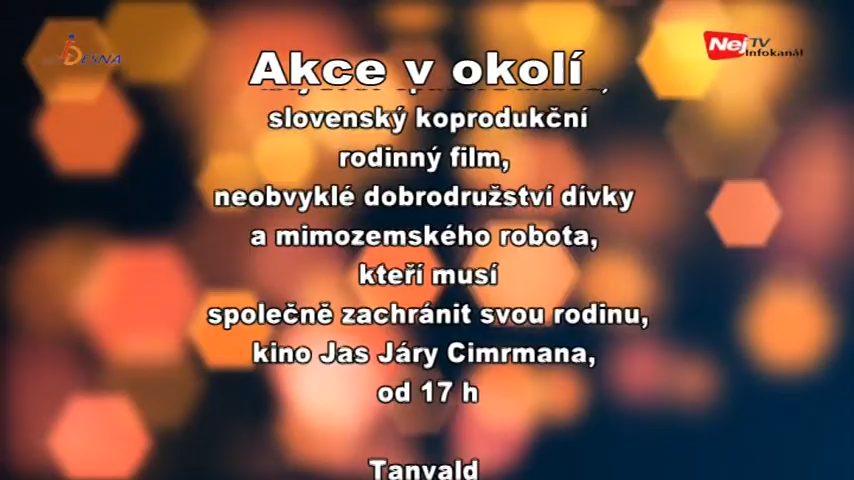 Akce v okolí
Nej TV
Infokanál
slovenský koprodukční
rodinný film,
neobvyklé dobrodružství dívky
a mimozemského robota,
kteří musí
společně zachránit svou rodinu,
kino Jas Járy Cimrmana,
od 17 h
Tanvald